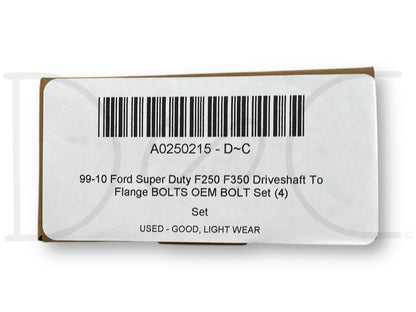 A0250215 - D~C
99-10 Ford Super Duty F250 F350 Driveshaft To
Flange BOLTS OEM BOLT Set (4)
Set
USED - GOOD, LIGHT WEAR